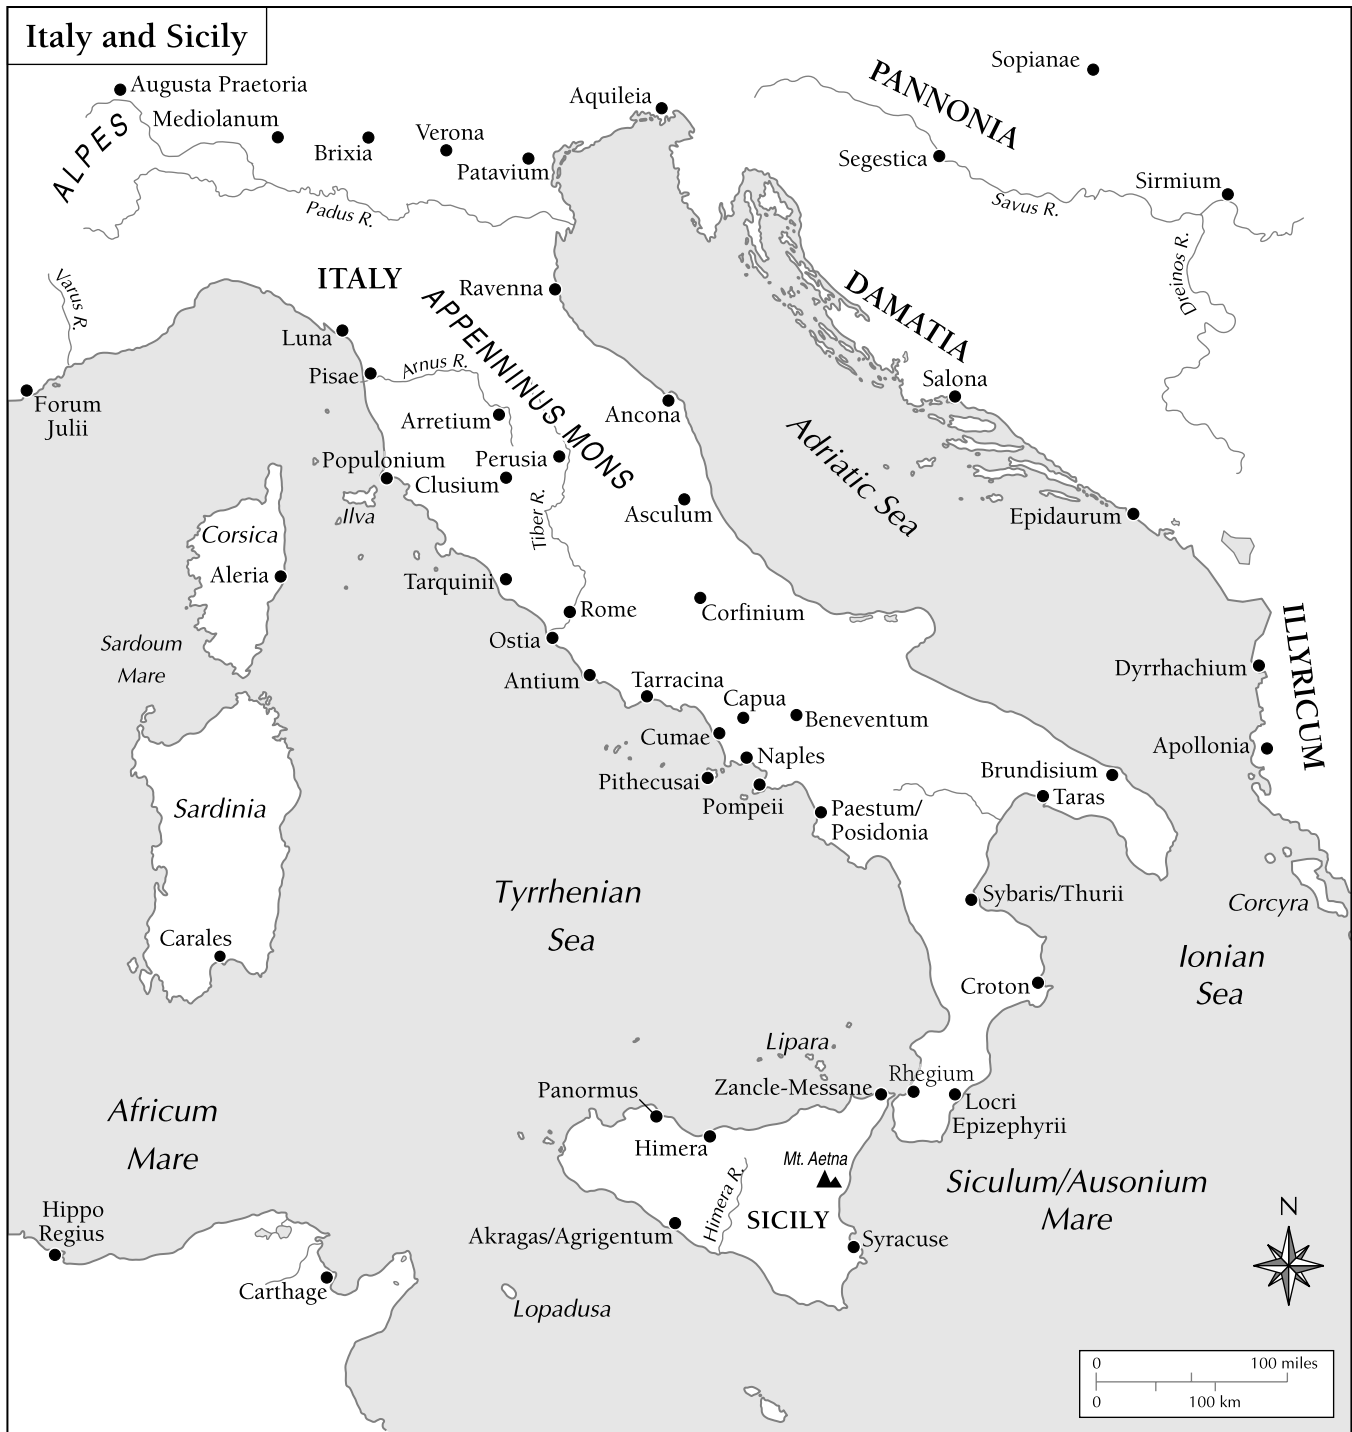 Italy and Sicily
Sopianae
PANNONIA
Augusta Praetoria
Aquileia
Mediolanum
ALPES
Verona
Brixia
Segestica
Patavium
Sirmium
Padus R.
Savus R.
Dreinos R.
Varus R.
ITALY
Ravenna
APPENNINUS MONS
DAMATIA
Luna
Arnus R.
Pisae
Salona
Forum
Julii
Arretium
Ancona
Adriatic Sea
Populonium
Perusia
Clusium
Ilva
Tiber R.
Asculum
Epidaurum
Corsica
Aleria
Tarquinii
Rome
Corfinium
ILLYRICUM
Sardoum
Mare
Ostia
Dyrrhachium
Antium
Tarracina
Capua
Beneventum
Cumae
Apollonia
Naples
Pithecusai
Brundisium
Pompeii
Taras
Sardinia
Paestum/
Posidonia
Tyrrhenian
Sea
Sybaris/Thurii
Corcyra
Carales
Ionian
Sea
Croton
Lipara
Rhegium
Zancle-Messane
Panormus
Locri
Epizephyrii
Africum
Mare
Himera
Mt. Aetna
Himera R.
Siculum/Ausonium
Mare
Hippo
Regius
SICILY
N
Akragas/Agrigentum
Syracuse
Carthage
Lopadusa
0 100 miles
0 100 km